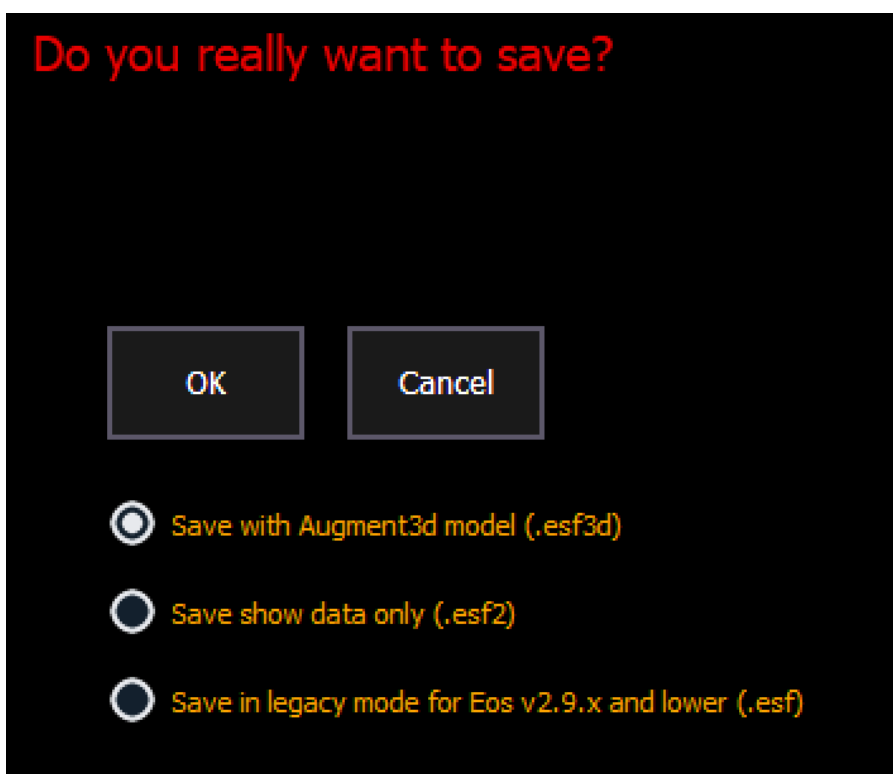 Do you really want to save?
OK
Cancel
Save with Augment3d model (.esf3d)
Save show data only (.esf2)
Save in legacy mode for Eos v2.9.x and lower (.esf)